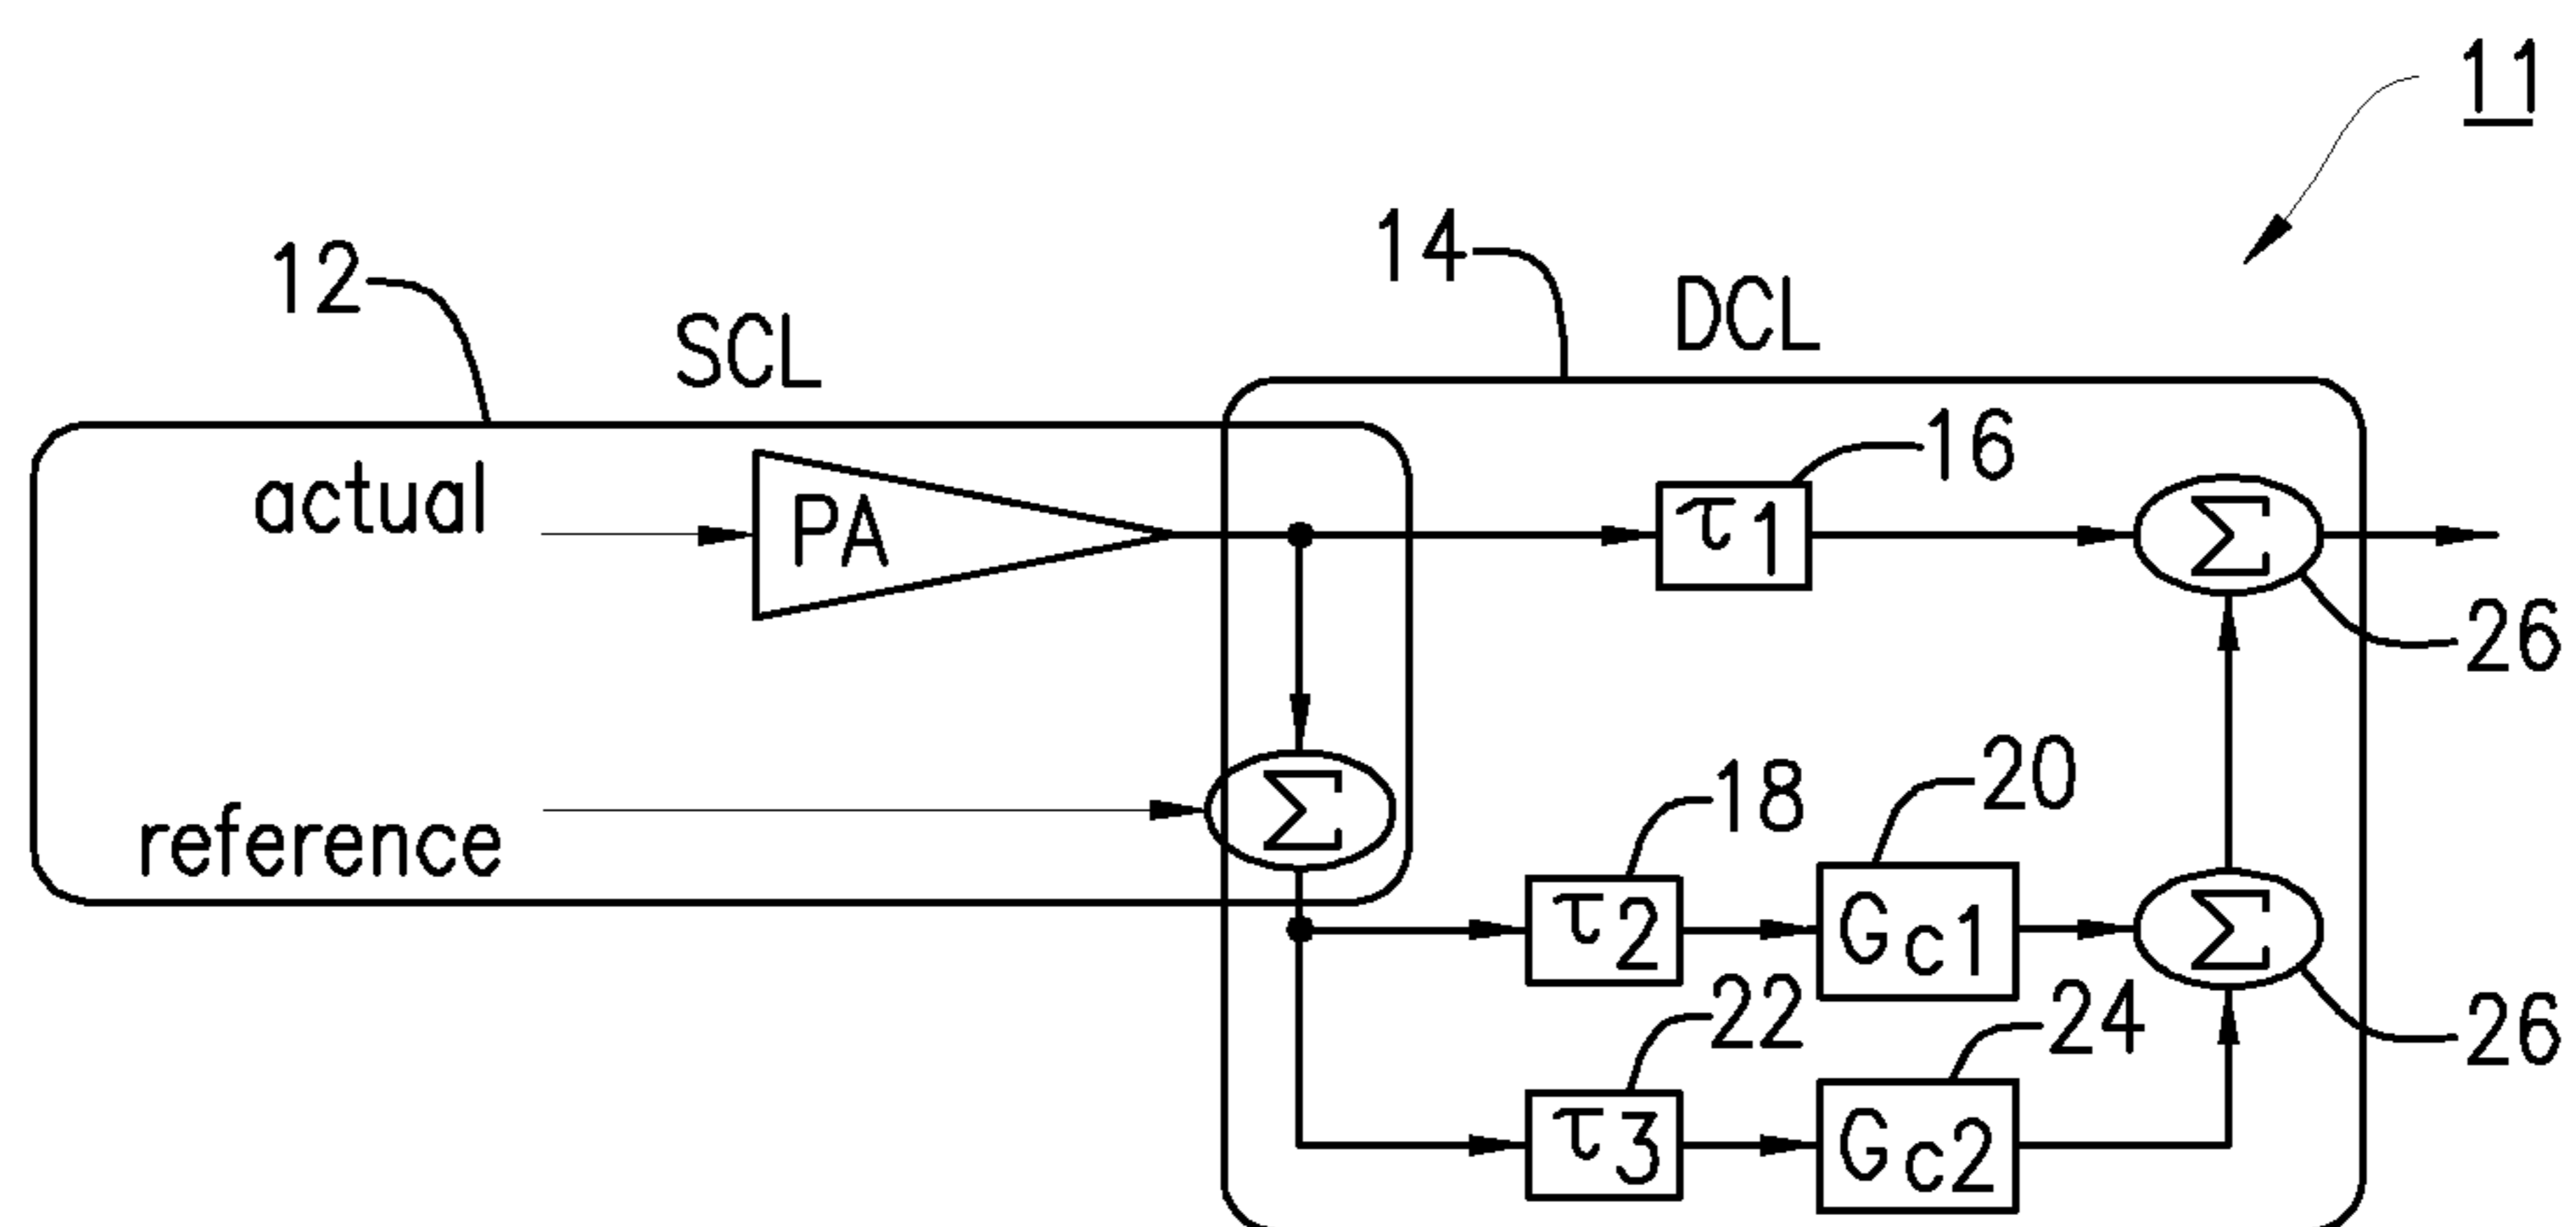 11
14
12
DCL
SCL
16
actual
PA
τ1
Σ
26
20
18
reference
Σ
τ2
Gc1
Σ
22
24
26
τ3
Gc2